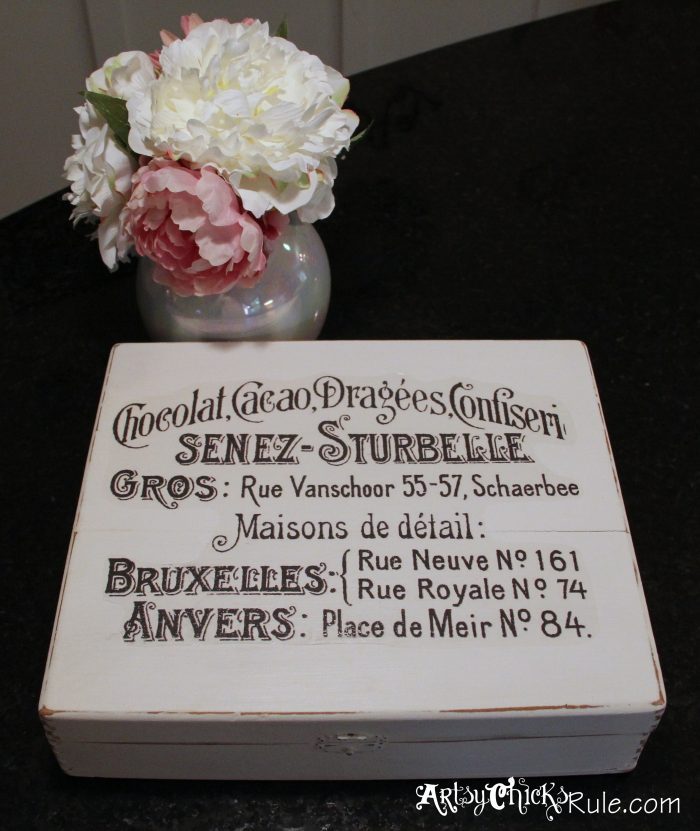 Chocolat, Cacao, Dragées, Confiseri
SENEZ-STURBELLE
GROS: Rue Vanschoor 55-57, Schaerbee
Maisons de détail:
BRUXELLES: { Rue Neuve Nº 161
Rue Royale Nº 74
ANVERS: Place de Meir Nº 84.
ArtsyChicksRule.com